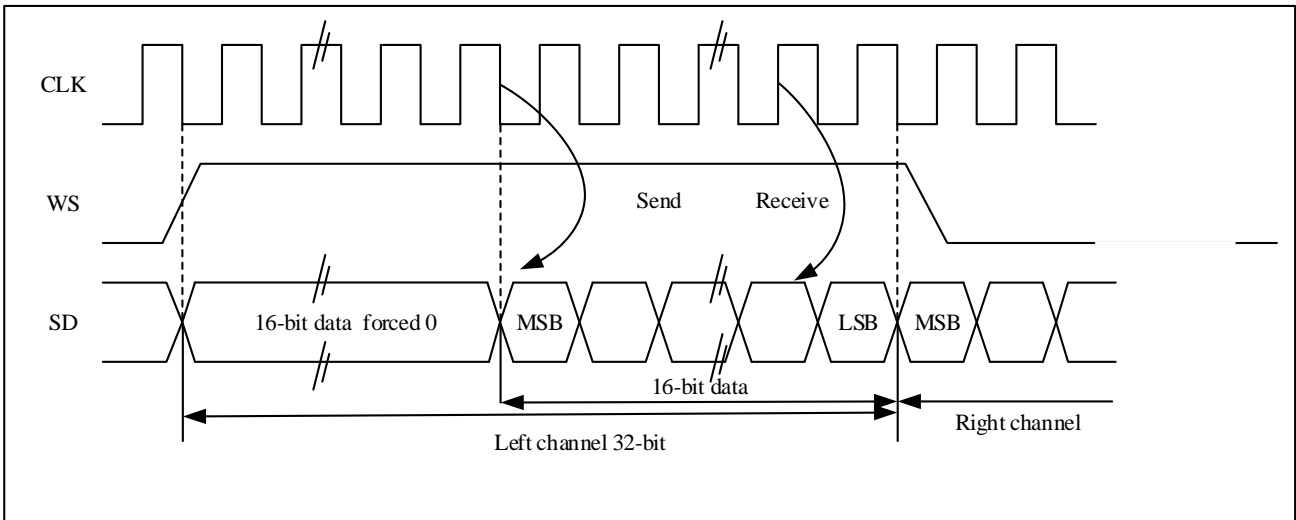 CLK
WS
Send
Receive
SD
16-bit data forced 0
MSB
LSB
MSB
16-bit data
Right channel
Left channel 32-bit